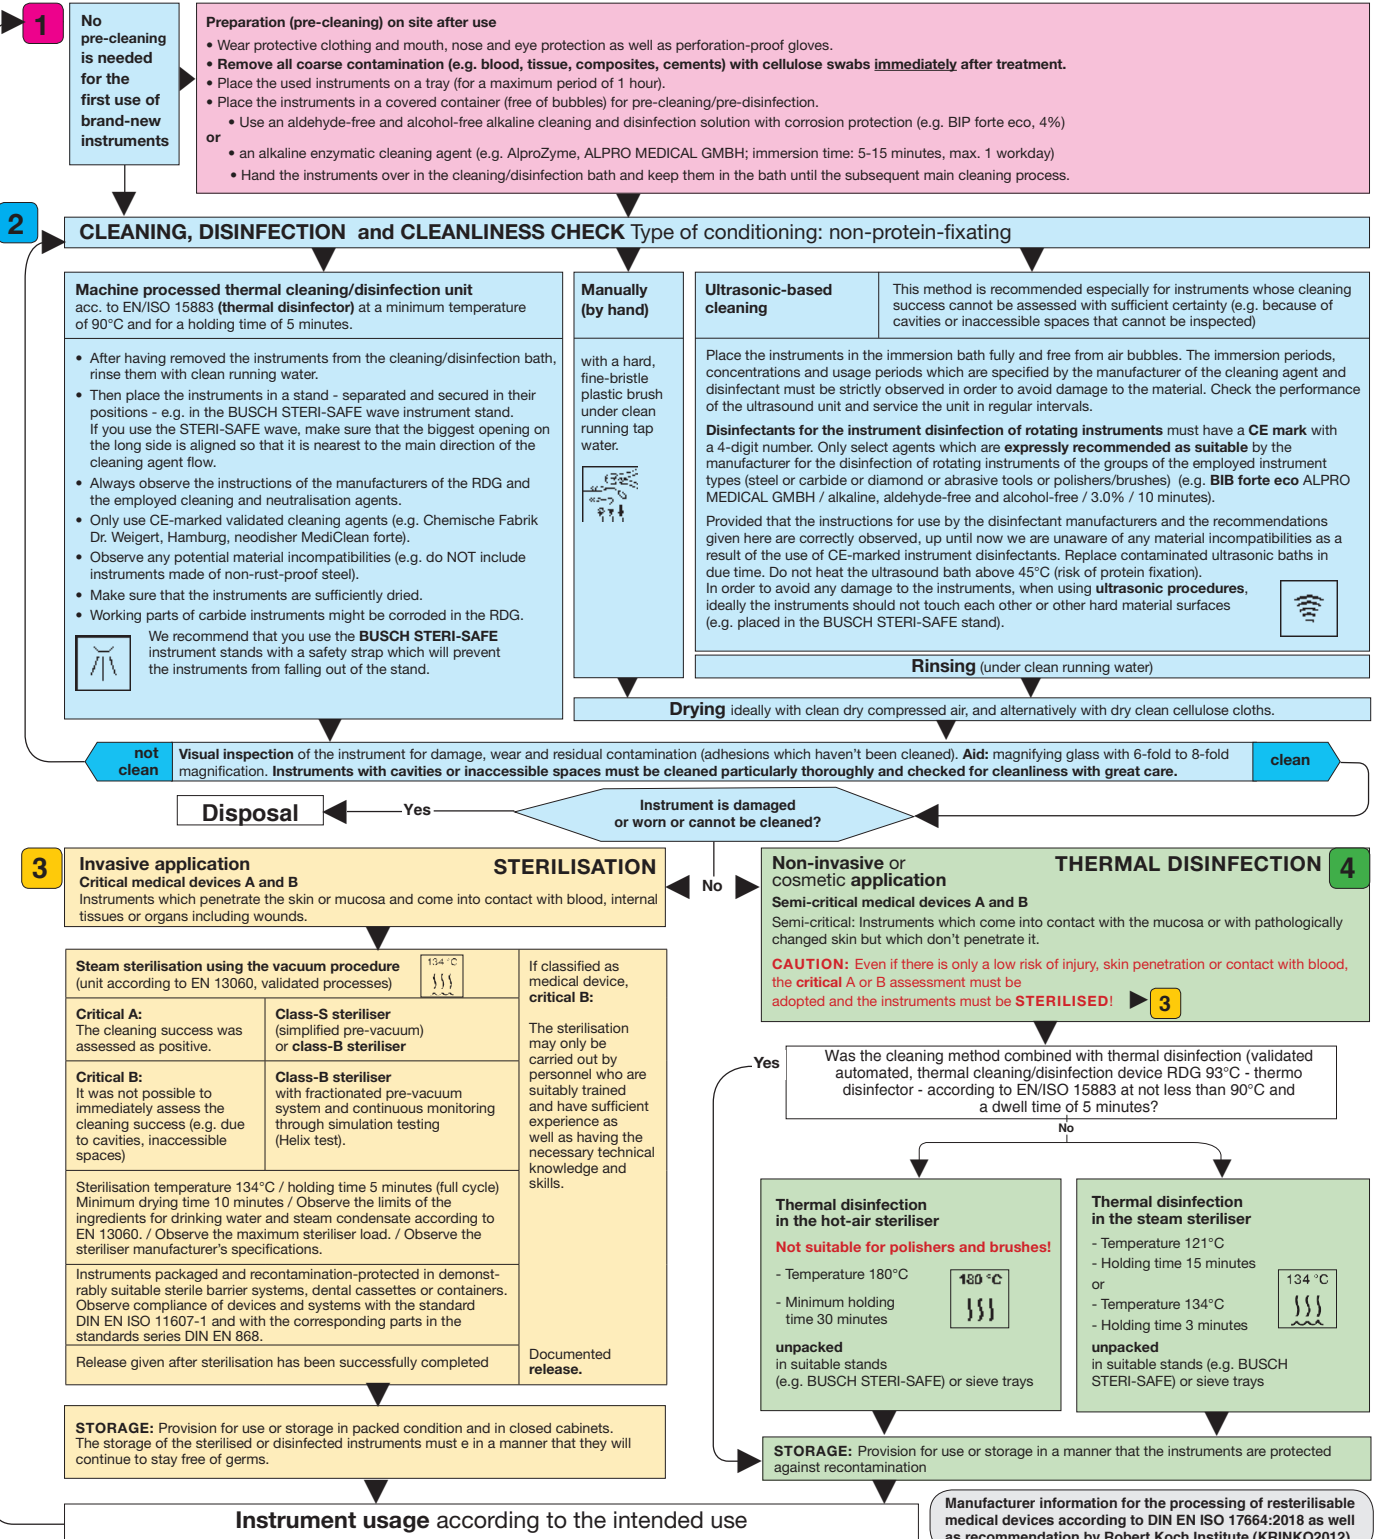 1
No
pre-cleaning
is needed
for the
first use of
brand-new
instruments
Preparation (pre-cleaning) on site after use
• Wear protective clothing and mouth, nose and eye protection as well as perforation-proof gloves.
• Remove all coarse contamination (e.g. blood, tissue, composites, cements) with cellulose swabs immediately after treatment.
• Place the used instruments on a tray (for a maximum period of 1 hour).
• Place the instruments in a covered container (free of bubbles) for pre-cleaning/pre-disinfection.
• Use an aldehyde-free and alcohol-free alkaline cleaning and disinfection solution with corrosion protection (e.g. BIP forte eco, 4%)
or
• an alkaline enzymatic cleaning agent (e.g. AlproZyme, ALPRO MEDICAL GMBH; immersion time: 5-15 minutes, max. 1 workday)
• Hand the instruments over in the cleaning/disinfection bath and keep them in the bath until the subsequent main cleaning process.
2
CLEANING, DISINFECTION and CLEANLINESS CHECK Type of conditioning: non-protein-fixating
Machine processed thermal cleaning/disinfection unit
acc. to EN/ISO 15883 (thermal disinfector) at a minimum temperature
of 90°C and for a holding time of 5 minutes.
• After having removed the instruments from the cleaning/disinfection bath,
rinse them with clean running water.
• Then place the instruments in a stand - separated and secured in their
positions - e.g. in the BUSCH STERI-SAFE wave instrument stand.
If you use the STERI-SAFE wave, make sure that the biggest opening on
the long side is aligned so that it is nearest to the main direction of the
cleaning agent flow.
• Always observe the instructions of the manufacturers of the RDG and
the employed cleaning and neutralisation agents.
• Only use CE-marked validated cleaning agents (e.g. Chemische Fabrik
Dr. Weigert, Hamburg, neodisher MediClean forte).
• Observe any potential material incompatibilities (e.g. do NOT include
instruments made of non-rust-proof steel).
• Make sure that the instruments are sufficiently dried.
• Working parts of carbide instruments might be corroded in the RDG.
We recommend that you use the BUSCH STERI-SAFE
instrument stands with a safety strap which will prevent
the instruments from falling out of the stand.
Manually
(by hand)
with a hard,
fine-bristle
plastic brush
under clean
running tap
water.
Ultrasonic-based
cleaning
This method is recommended especially for instruments whose cleaning
success cannot be assessed with sufficient certainty (e.g. because of
cavities or inaccessible spaces that cannot be inspected)
Place the instruments in the immersion bath fully and free from air bubbles. The immersion periods,
concentrations and usage periods which are specified by the manufacturer of the cleaning agent and
disinfectant must be strictly observed in order to avoid damage to the material. Check the performance
of the ultrasound unit and service the unit in regular intervals.
Disinfectants for the instrument disinfection of rotating instruments must have a CE mark with
a 4-digit number. Only select agents which are expressly recommended as suitable by the
manufacturer for the disinfection of rotating instruments of the groups of the employed instrument
types (steel or carbide or diamond or abrasive tools or polishers/brushes) (e.g. BIB forte eco ALPRO
MEDICAL GMBH / alkaline, aldehyde-free and alcohol-free / 3.0% / 10 minutes).
Provided that the instructions for use by the disinfectant manufacturers and the recommendations
given here are correctly observed, up until now we are unaware of any material incompatibilities as a
result of the use of CE-marked instrument disinfectants. Replace contaminated ultrasonic baths in
due time. Do not heat the ultrasound bath above 45°C (risk of protein fixation).
In order to avoid any damage to the instruments, when using ultrasonic procedures,
ideally the instruments should not touch each other or other hard material surfaces
(e.g. placed in the BUSCH STERI-SAFE stand).
Rinsing (under clean running water)
Drying ideally with clean dry compressed air, and alternatively with dry clean cellulose cloths.
not
clean
Visual inspection of the instrument for damage, wear and residual contamination (adhesions which haven't been cleaned). Aid: magnifying glass with 6-fold to 8-fold
magnification. Instruments with cavities or inaccessible spaces must be cleaned particularly thoroughly and checked for cleanliness with great care.
clean
Disposal
Yes
Instrument is damaged
or worn or cannot be cleaned?
No
3
Invasive application
STERILISATION
Critical medical devices A and B
Instruments which penetrate the skin or mucosa and come into contact with blood, internal
tissues or organs including wounds.
Steam sterilisation using the vacuum procedure
(unit according to EN 13060, validated processes)
134 °C
Critical A:
The cleaning success was
assessed as positive.
Class-S steriliser
(simplified pre-vacuum)
or class-B steriliser
Critical B:
It was not possible to
immediately assess the
cleaning success (e.g. due
to cavities, inaccessible
spaces)
Class-B steriliser
with fractionated pre-vacuum
system and continuous monitoring
through simulation testing
(Helix test).
Sterilisation temperature 134°C / holding time 5 minutes (full cycle)
Minimum drying time 10 minutes / Observe the limits of the
ingredients for drinking water and steam condensate according to
EN 13060. / Observe the maximum steriliser load. / Observe the
steriliser manufacturer's specifications.
Instruments packaged and recontamination-protected in demonst-
rably suitable sterile barrier systems, dental cassettes or containers.
Observe compliance of devices and systems with the standard
DIN EN ISO 11607-1 and with the corresponding parts in the
standards series DIN EN 868.
Release given after sterilisation has been successfully completed
If classified as
medical device,
critical B:
The sterilisation
may only be
carried out by
personnel who are
suitably trained
and have sufficient
experience as
well as having the
necessary technical
knowledge and
skills.
Documented
release.
STORAGE: Provision for use or storage in packed condition and in closed cabinets.
The storage of the sterilised or disinfected instruments must e in a manner that they will
continue to stay free of germs.
Non-invasive or
cosmetic application
THERMAL DISINFECTION
4
Semi-critical medical devices A and B
Semi-critical: Instruments which come into contact with the mucosa or with pathologically
changed skin but which don't penetrate it.
CAUTION: Even if there is only a low risk of injury, skin penetration or contact with blood,
the critical A or B assessment must be
adopted and the instruments must be STERILISED!
3
Yes
Was the cleaning method combined with thermal disinfection (validated
automated, thermal cleaning/disinfection device RDG 93°C - thermo
disinfector - according to EN/ISO 15883 at not less than 90°C and
a dwell time of 5 minutes?
No
Thermal disinfection
in the hot-air steriliser
Not suitable for polishers and brushes!
- Temperature 180°C
- Minimum holding
time 30 minutes
180 °C
unpacked
in suitable stands
(e.g. BUSCH STERI-SAFE) or sieve trays
Thermal disinfection
in the steam steriliser
- Temperature 121°C
- Holding time 15 minutes
or
- Temperature 134°C
- Holding time 3 minutes
134 °C
unpacked
in suitable stands (e.g. BUSCH
STERI-SAFE) or sieve trays
STORAGE: Provision for use or storage in a manner that the instruments are protected
against recontamination
Instrument usage according to the intended use
Manufacturer information for the processing of resterilisable
medical devices according to DIN EN ISO 17664:2018 as well
as recommendation by Robert Koch Institute (KRINKO2012)